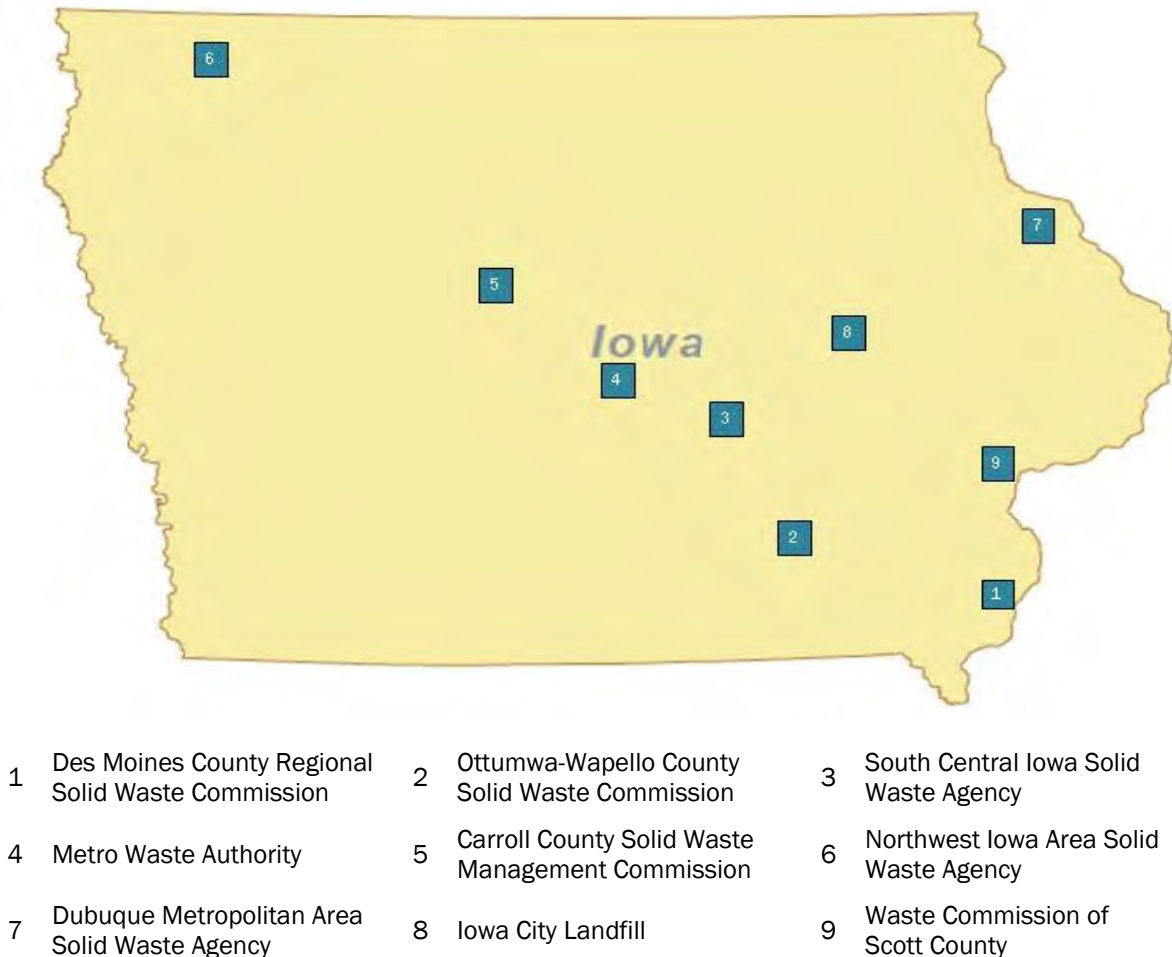 6
7
5
8
Iowa
4
3
9
2
1
1 Des Moines County Regional Solid Waste Commission
2 Ottumwa-Wapello County Solid Waste Commission
3 South Central Iowa Solid Waste Agency
4 Metro Waste Authority
5 Carroll County Solid Waste Management Commission
6 Northwest Iowa Area Solid Waste Agency
7 Dubuque Metropolitan Area Solid Waste Agency
8 Iowa City Landfill
9 Waste Commission of Scott County